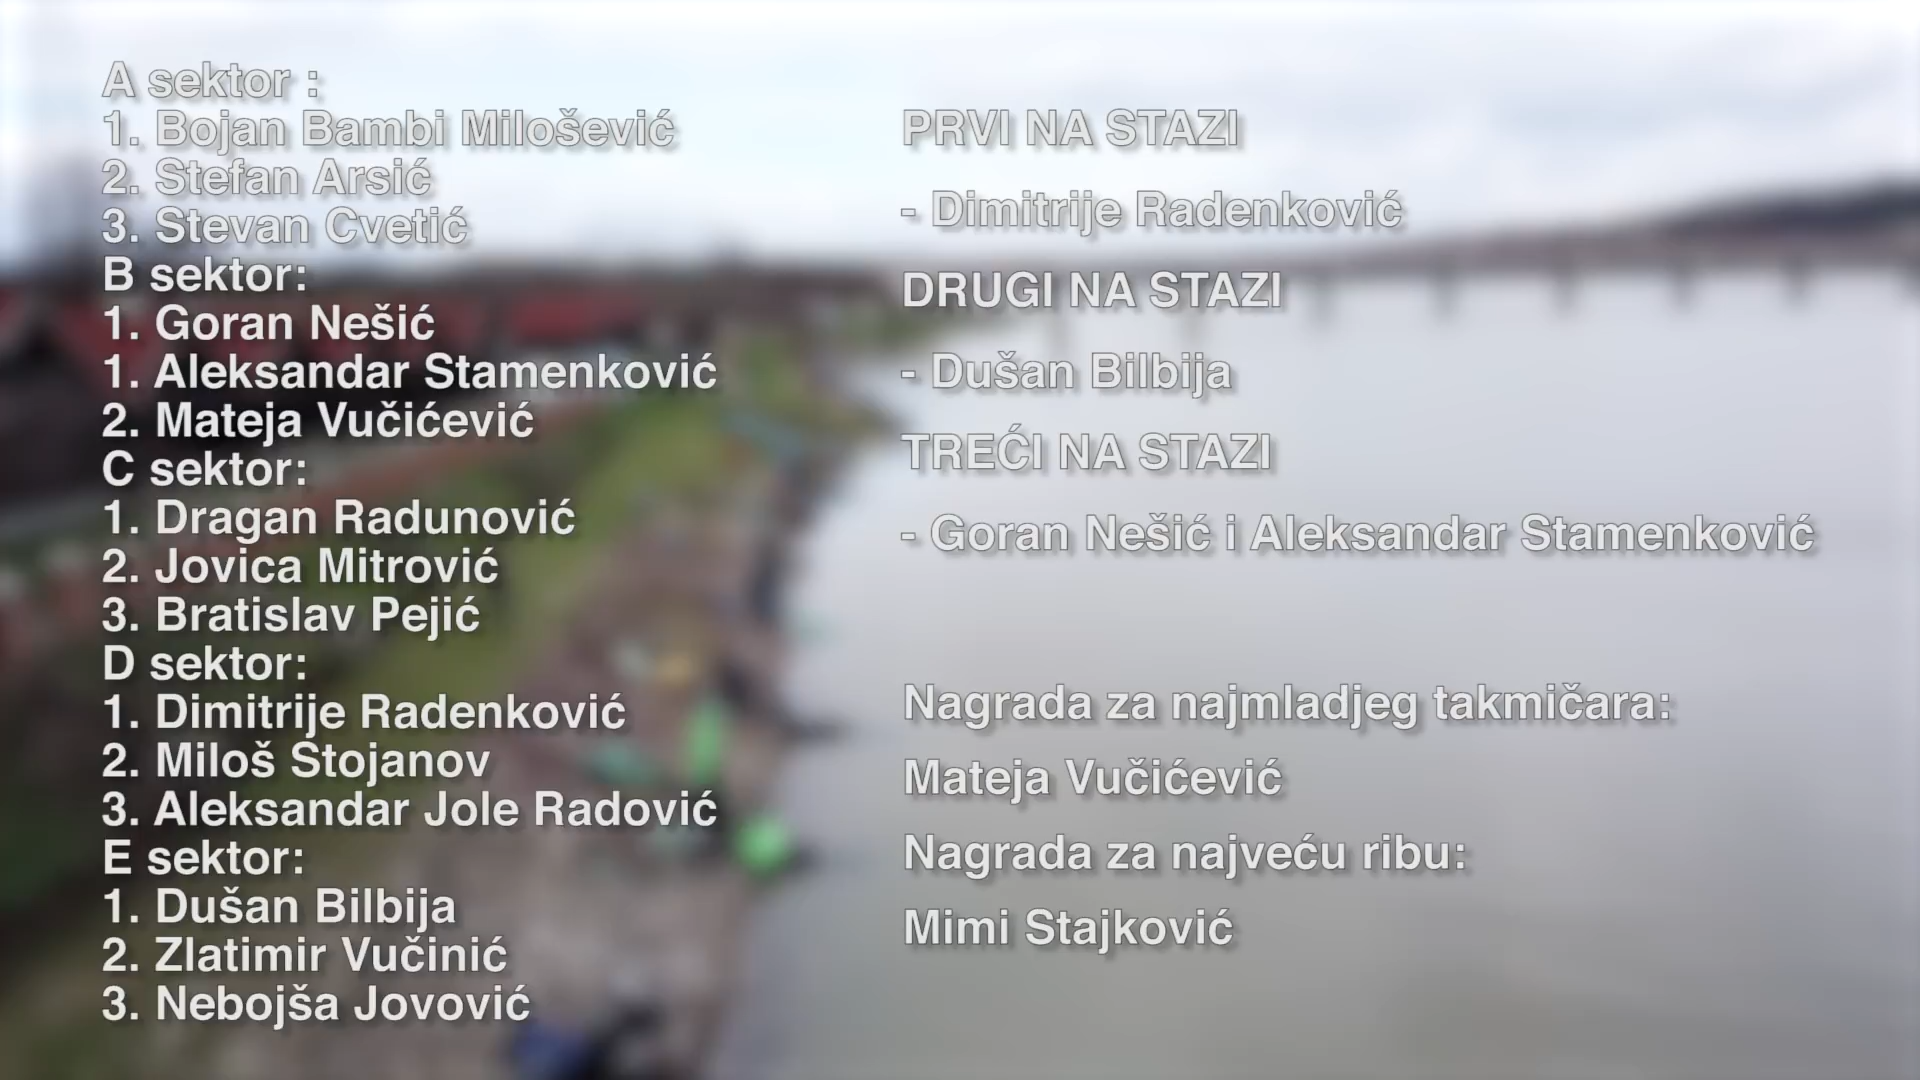 A sektor :
1. Bojan Bambi Milošević
2. Stefan Arsić
3. Stevan Cvetić
B sektor:
1. Goran Nešić
1. Aleksandar Stamenković
2. Mateja Vučićević
C sektor:
1. Dragan Radunović
2. Jovica Mitrović
3. Bratislav Pejić
D sektor:
1. Dimitrije Radenković
2. Miloš Stojanov
3. Aleksandar Jole Radović
E sektor:
1. Dušan Bilbija
2. Zlatimir Vučinić
3. Nebojša Jovović
PRVI NA STAZI
- Dimitrije Radenković
DRUGI NA STAZI
- Dušan Bilbija
TREĆI NA STAZI
- Goran Nešić i Aleksandar Stamenković
Nagrada za najmladjeg takmičara:
Mateja Vučićević
Nagrada za najveću ribu:
Mimi Stajković